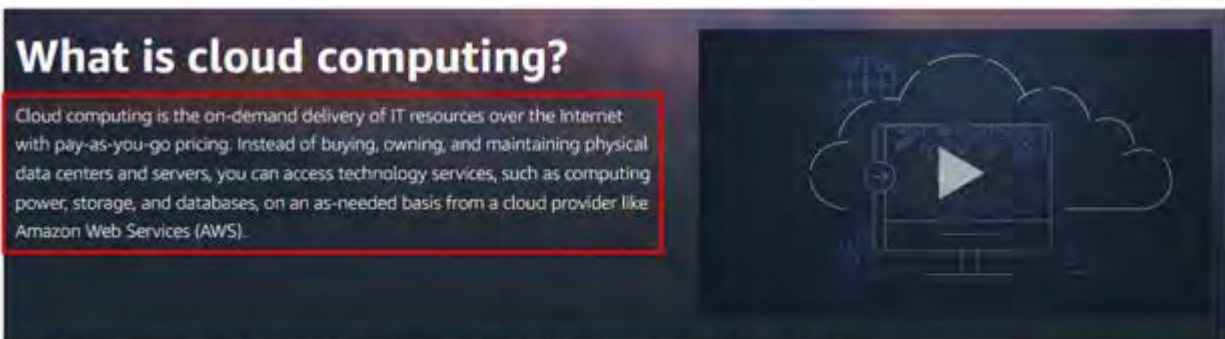 What is cloud computing?
Cloud computing is the on-demand delivery of IT resources over the Internet
with pay-as-you-go pricing. Instead of buying, owning, and maintaining physical
data centers and servers, you can access technology services, such as computing
power, storage, and databases, on an as-needed basis from a cloud provider like
Amazon Web Services (AWS).